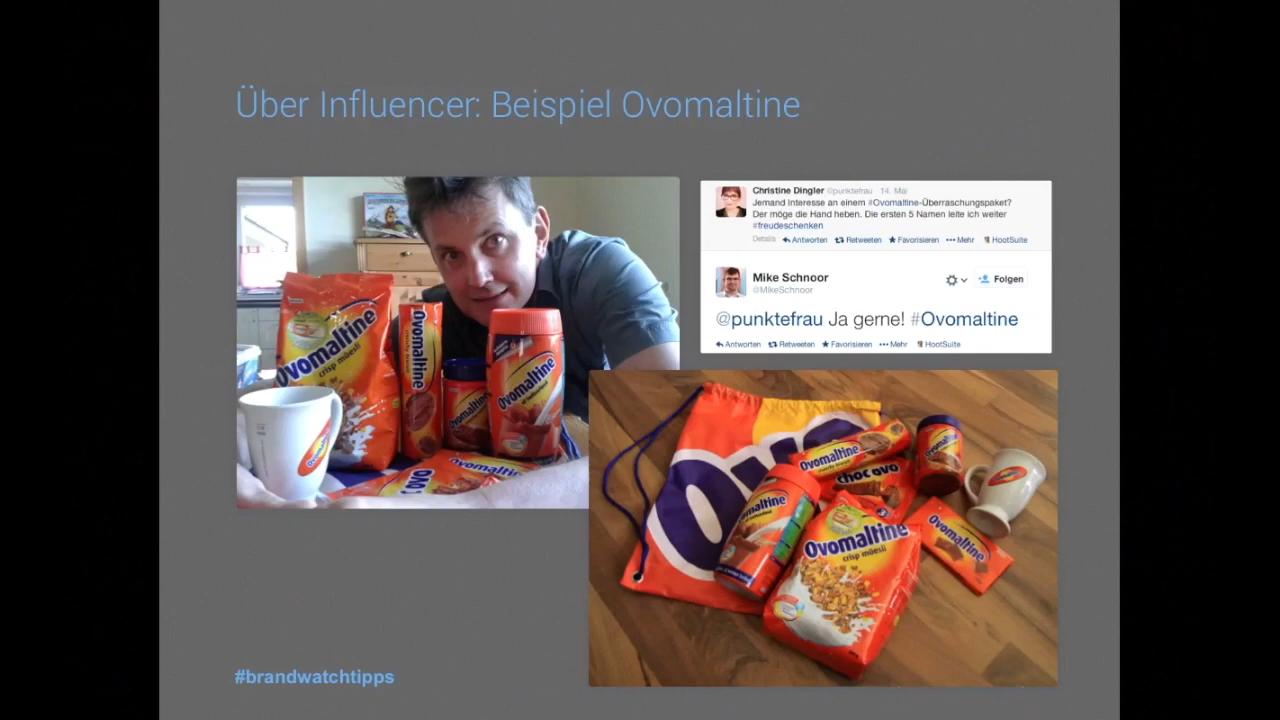 Über Influencer: Beispiel Ovomaltine
Christine Dingler @punktefrau 14. Mai
Jemand Interesse an einem #Ovomaltine-Überraschungspaket?
Der möge die Hand heben. Die ersten 5 Namen leite ich weiter
#freudeschenken
Details Antworten Retweeten Favorisieren Mehr HootSuite
Mike Schnoor
@MikeSchnoor
Folgen
@punktefrau Ja gerne! #Ovomaltine
Antworten Retweeten Favorisieren Mehr HootSuite
Ovomaltine
crisp müesli
Ovomaltine
Ovomaltine
Ovomaltine
Ovomaltine
OVO
Ovomaltine
choc ovo
Ovomaltine
Ovomaltine
Ovomaltine
crisp müesli
Ovomaltine
#brandwatchtipps